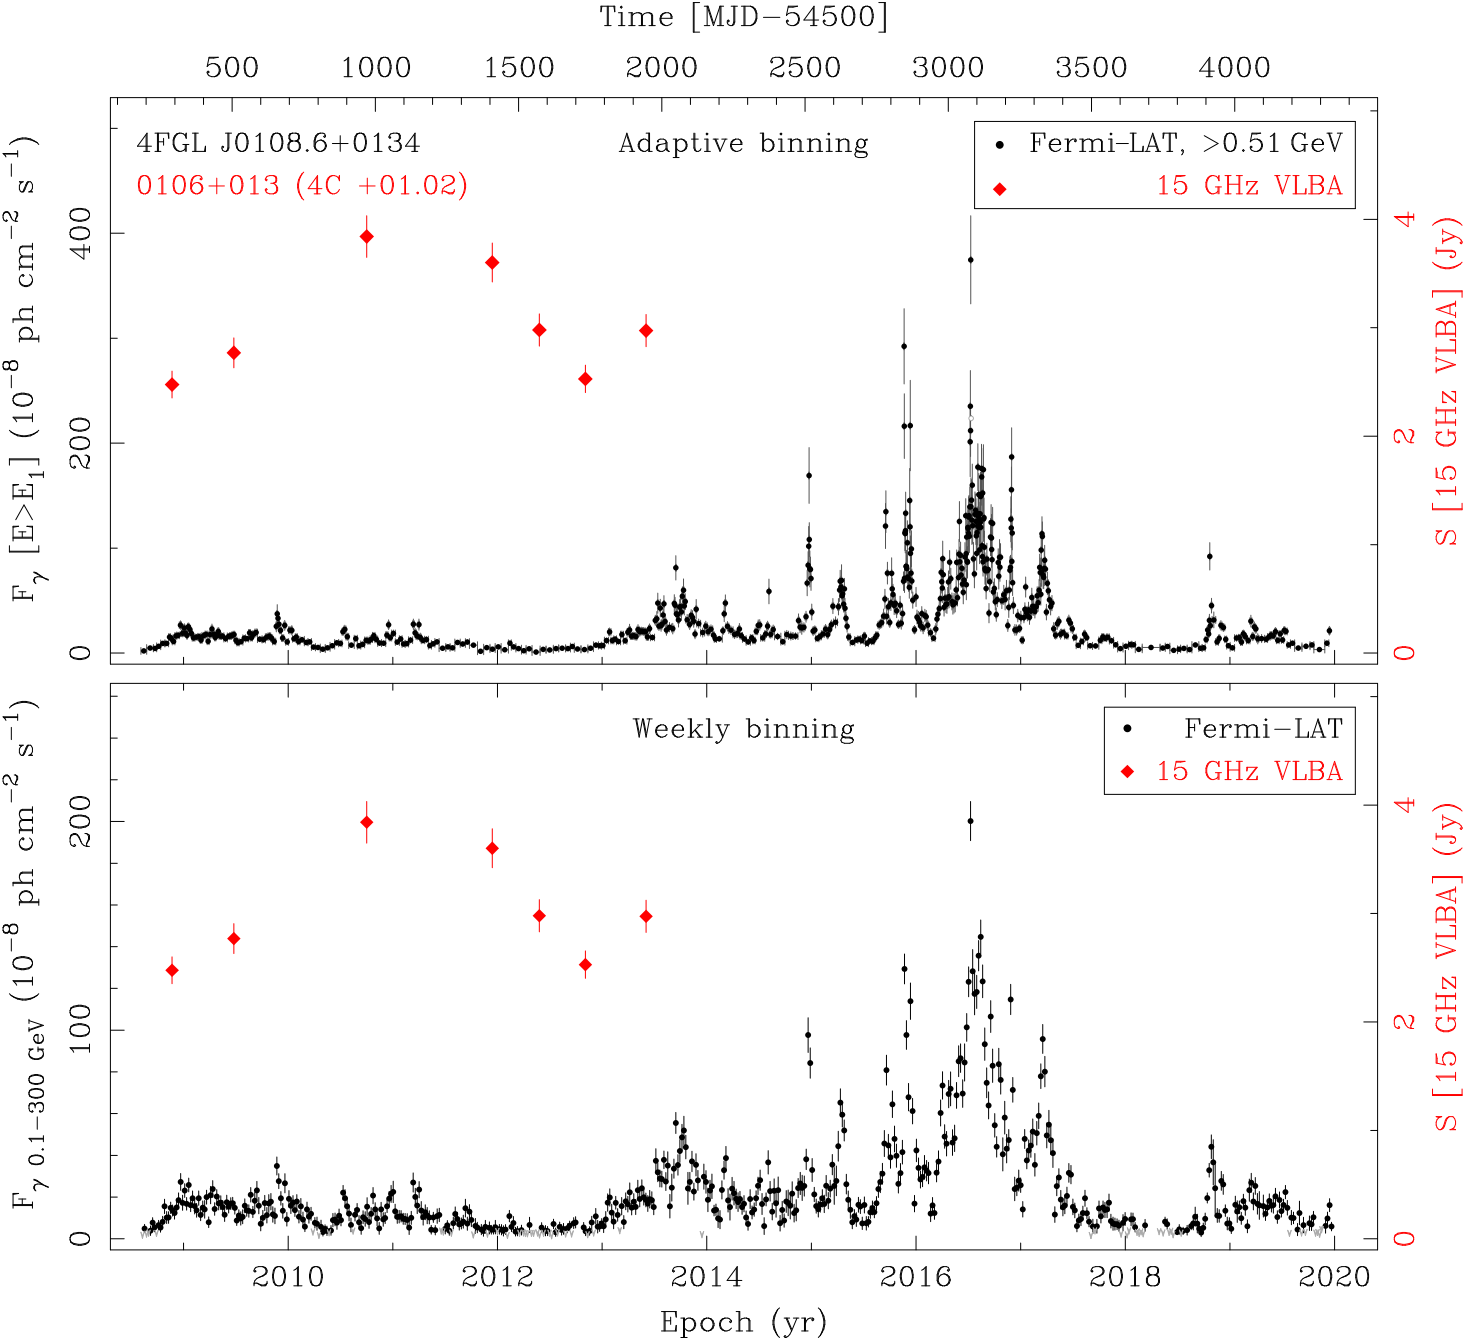 Time [MJD−54500]
500 1000 1500 2000 2500 3000 3500 4000
4FGL J0108.6+0134
0106+013 (4C +01.02)
Adaptive binning
Fermi−LAT, >0.51 GeV
15 GHz VLBA
F_γ [E>E_1] (10^−8 ph cm^−2 s^−1)
400
200
0
4
2
0
S [15 GHz VLBA] (Jy)
Weekly binning
Fermi−LAT
15 GHz VLBA
F_γ 0.1−300 GeV (10^−8 ph cm^−2 s^−1)
200
100
0
4
2
0
S [15 GHz VLBA] (Jy)
2010 2012 2014 2016 2018 2020
Epoch (yr)